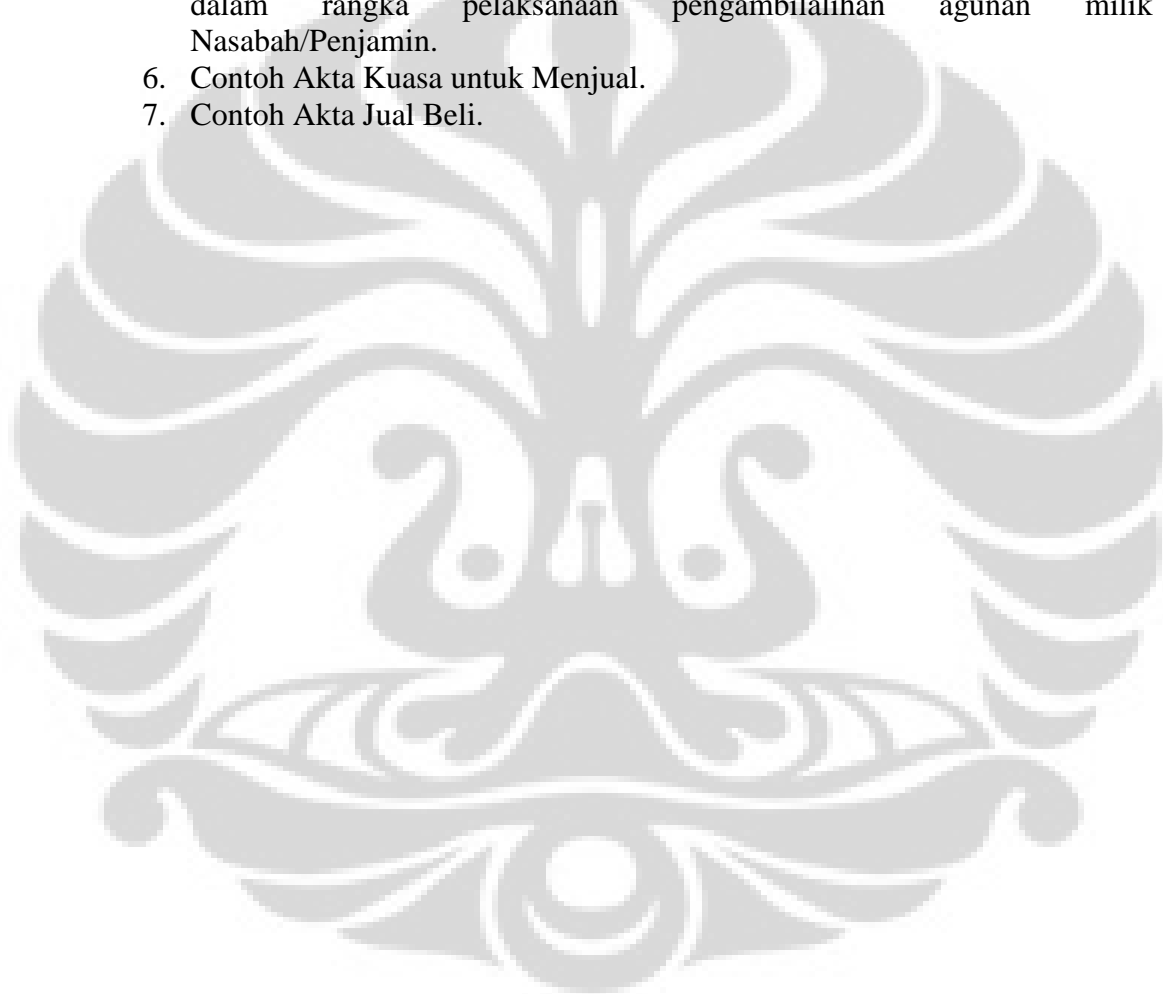 dalam rangka pelaksanaan pengambilalihan agunan milik
Nasabah/Penjamin.
6. Contoh Akta Kuasa untuk Menjual.
7. Contoh Akta Jual Beli.